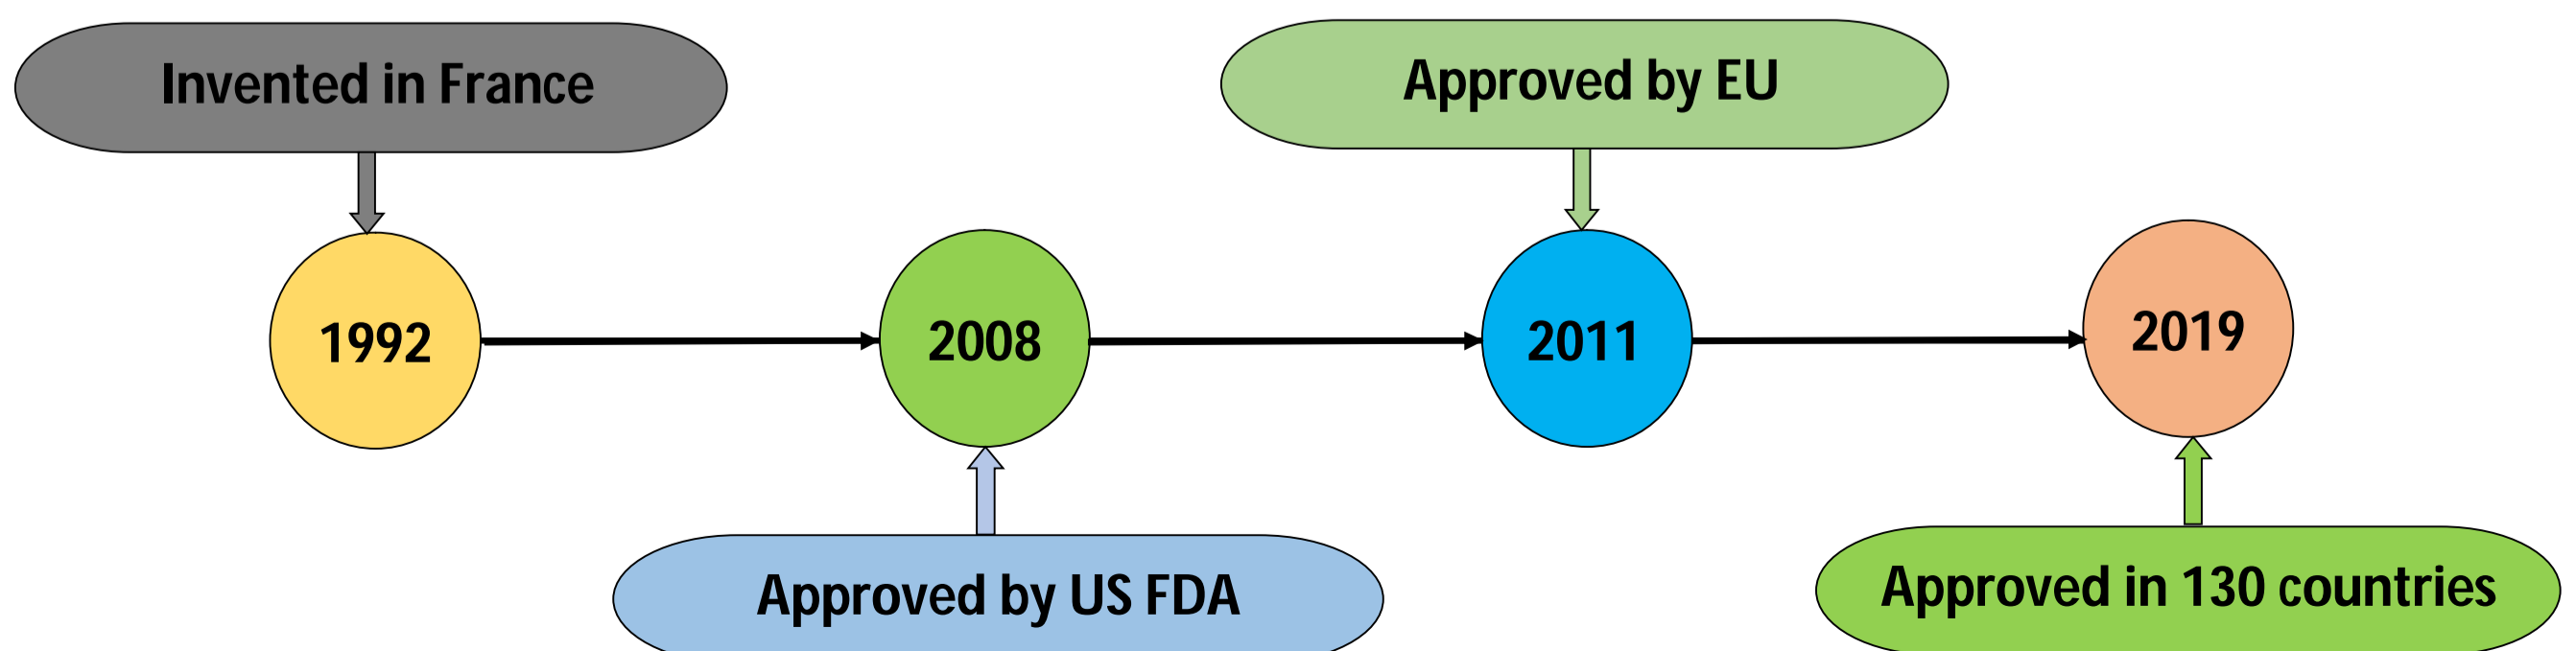 Invented in France
Approved by EU
1992
2008
2011
2019
Approved by US FDA
Approved in 130 countries